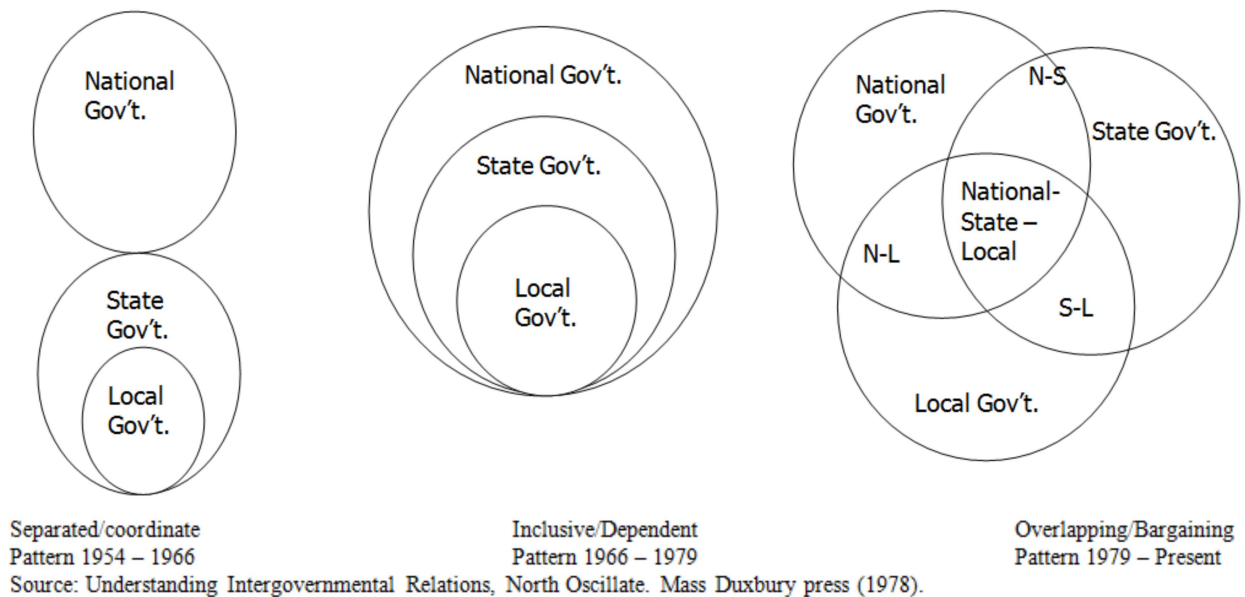 National
Gov't.
State
Gov't.
Local
Gov't.
National Gov't.
State Gov't.
Local
Gov't.
National
Gov't.
N-S
State Gov't.
National-
State –
Local
N-L
S-L
Local Gov't.
Separated/coordinate
Pattern 1954 – 1966
Inclusive/Dependent
Pattern 1966 – 1979
Overlapping/Bargaining
Pattern 1979 – Present
Source: Understanding Intergovernmental Relations, North Oscillate. Mass Duxbury press (1978).